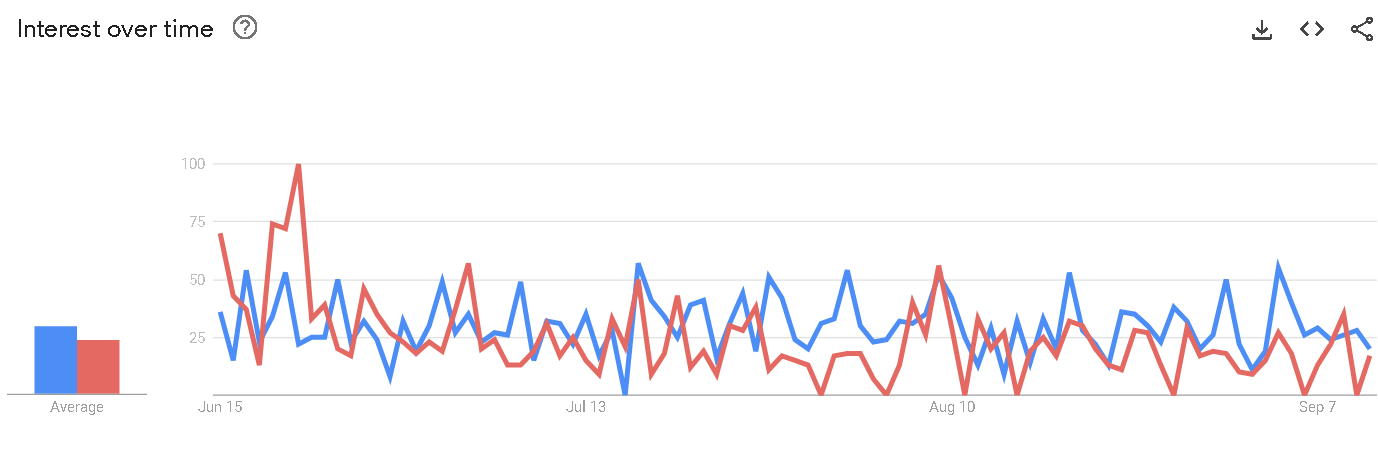 Interest over time
100
75
50
25
Average
Jun 15
Jul 13
Aug 10
Sep 7